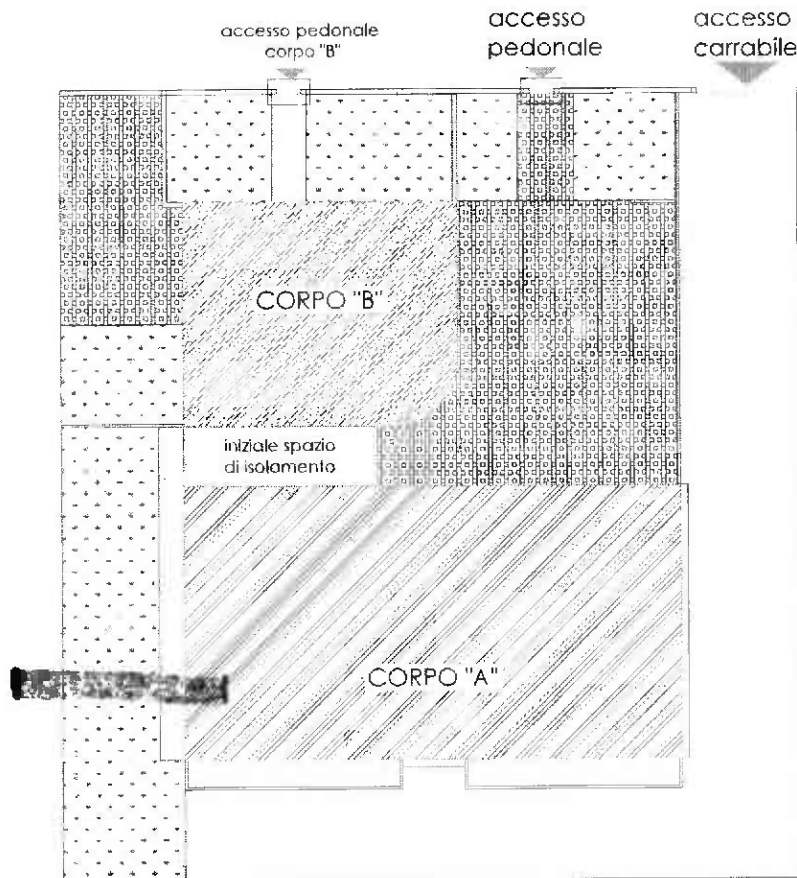 accesso pedonale
corpo "B"
accesso
pedonale
accesso
carrabile
CORPO "B"
iniziale spazio
di isolamento
CORPO "A"